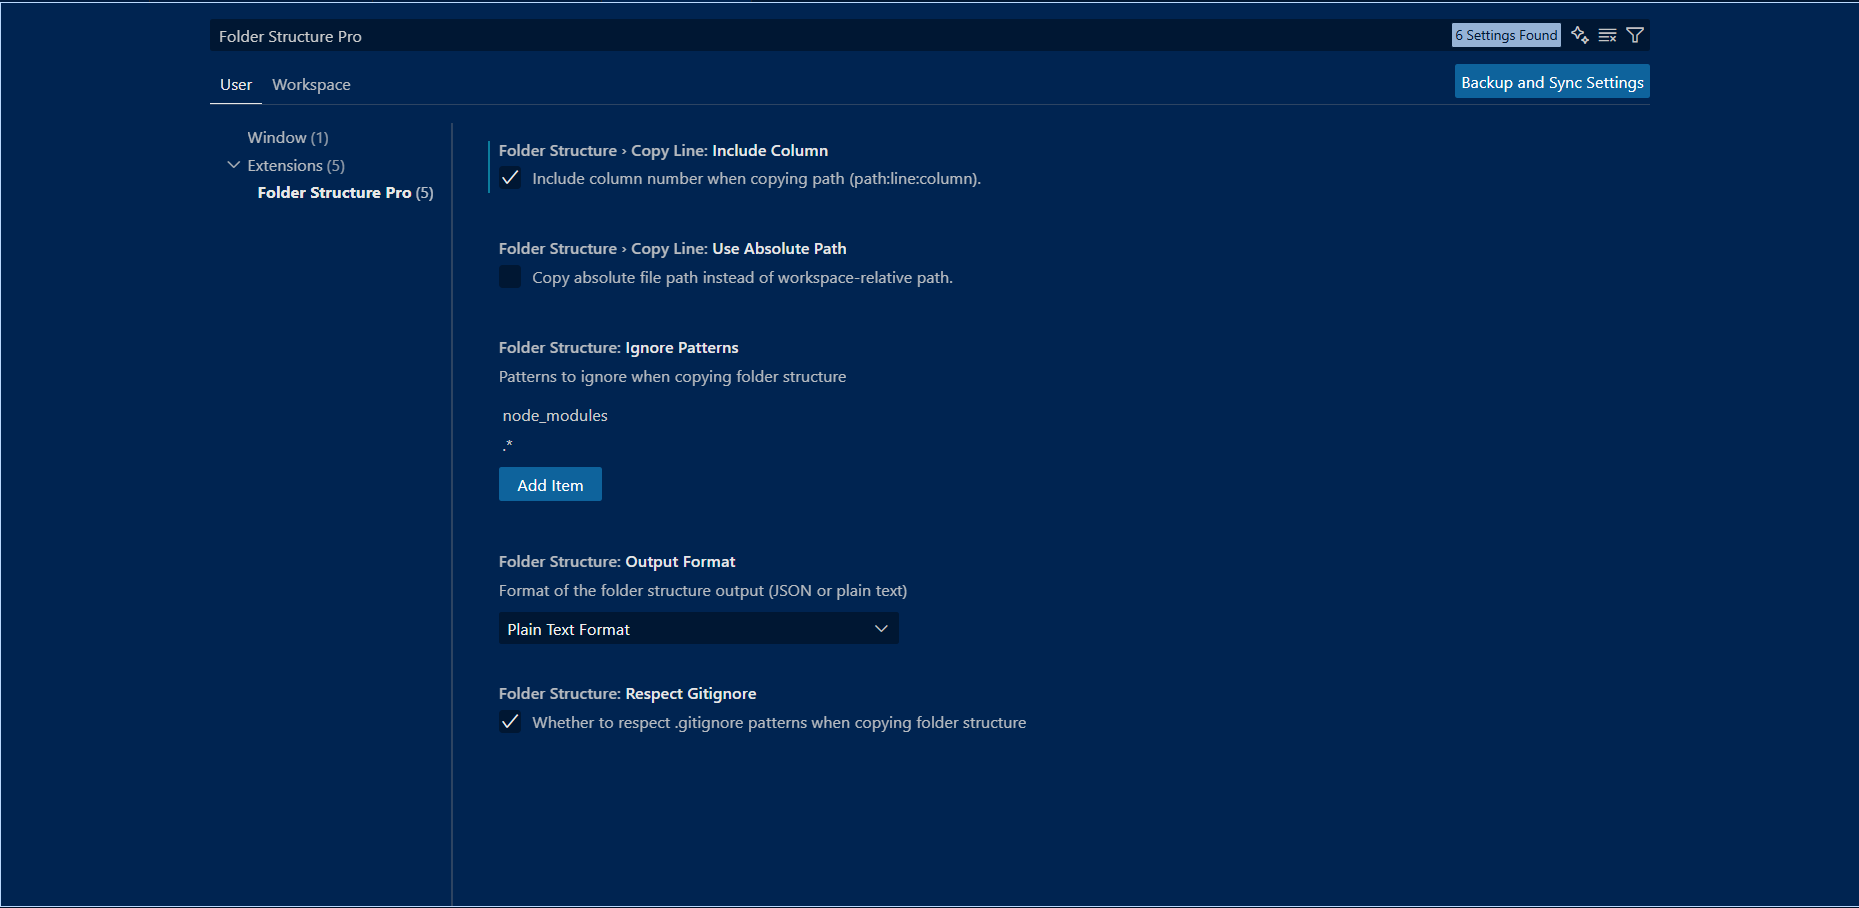 Folder Structure Pro
6 Settings Found
User
Workspace
Backup and Sync Settings
Window (1)
Extensions (5)
Folder Structure Pro (5)
Folder Structure › Copy Line: Include Column
Include column number when copying path (path:line:column).
Folder Structure › Copy Line: Use Absolute Path
Copy absolute file path instead of workspace-relative path.
Folder Structure: Ignore Patterns
Patterns to ignore when copying folder structure
node_modules
.*
Add Item
Folder Structure: Output Format
Format of the folder structure output (JSON or plain text)
Plain Text Format
Folder Structure: Respect Gitignore
Whether to respect .gitignore patterns when copying folder structure